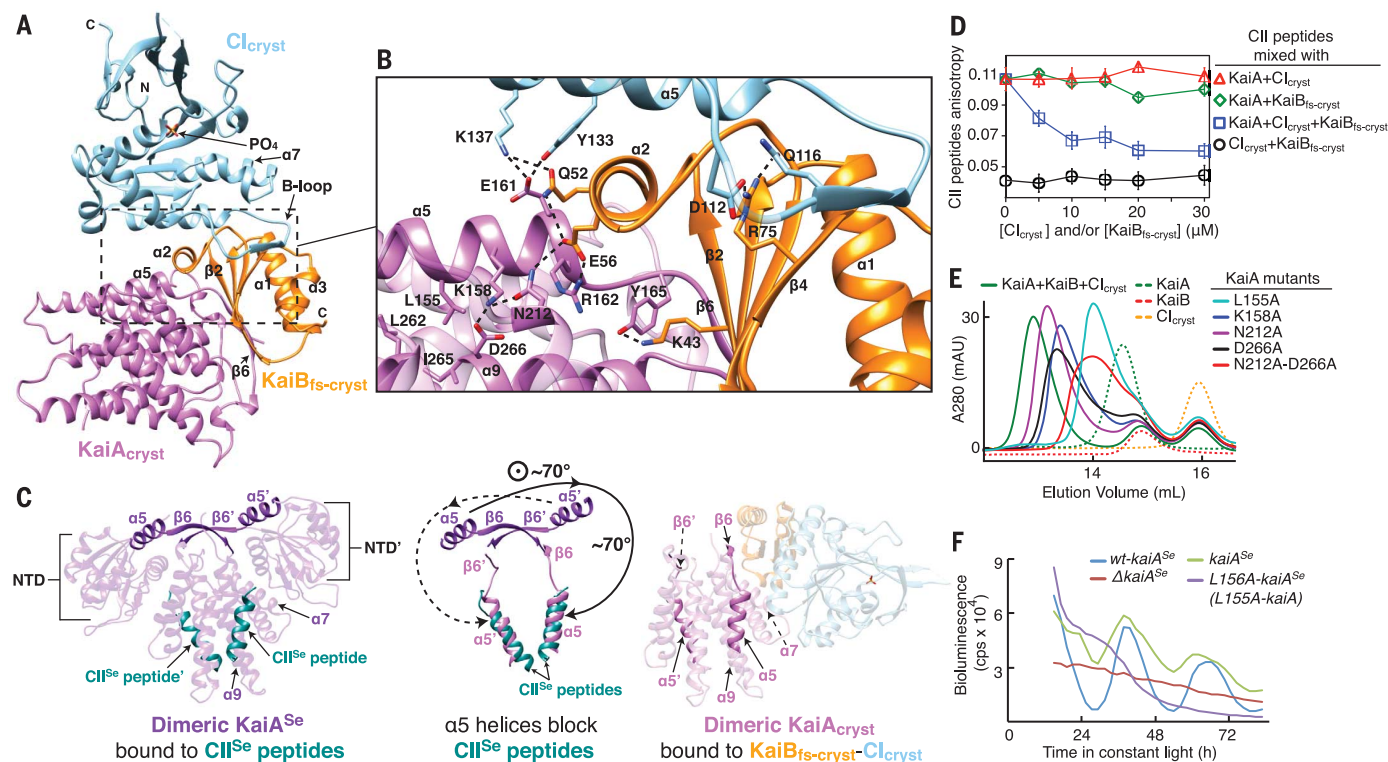 A
C
CIcryst
N
PO4
α7
B-loop
α2
β2
α5
α1
α3
C
β6
KaiBfs-cryst
KaiAcryst
B
α5
K137
Y133
α2
Q116
E161
Q52
D112
α5
R75
β2
E56
α1
K158
β4
L155
R162
Y165
β6
L262
N212
D266
K43
I265
α9
C
α5
β6
β6’
α5’
NTD
NTD’
α7
CIISe peptide
CIISe peptide’
α9
Dimeric KaiASe
bound to CIISe peptides
~70°
α5
α5’
β6
β6’
~70°
β6
β6’
α5’
α5
CIISe peptides
α5 helices block
CIISe peptides
β6’
β6
α7
α5’
α5
α9
Dimeric KaiAcryst
bound to KaiBfs-cryst-CIcryst
D
CII peptides anisotropy
0.11
0.09
0.07
0.05
0
10
20
30
[CIcryst] and/or [KaiBfs-cryst] (μM)
CII peptides
mixed with
KaiA+CIcryst
KaiA+KaiBfs-cryst
KaiA+CIcryst+KaiBfs-cryst
CIcryst+KaiBfs-cryst
E
KaiA+KaiB+CIcryst
KaiA
KaiB
CIcryst
KaiA mutants
L155A
K158A
N212A
D266A
N212A-D266A
A280 (mAU)
30
0
14
16
Elution Volume (mL)
F
Bioluminescence
(cps x 10^4)
9
6
3
0
24
48
72
Time in constant light (h)
wt-kaiASe
kaiASe
ΔkaiASe
L156A-kaiASe
(L155A-kaiA)